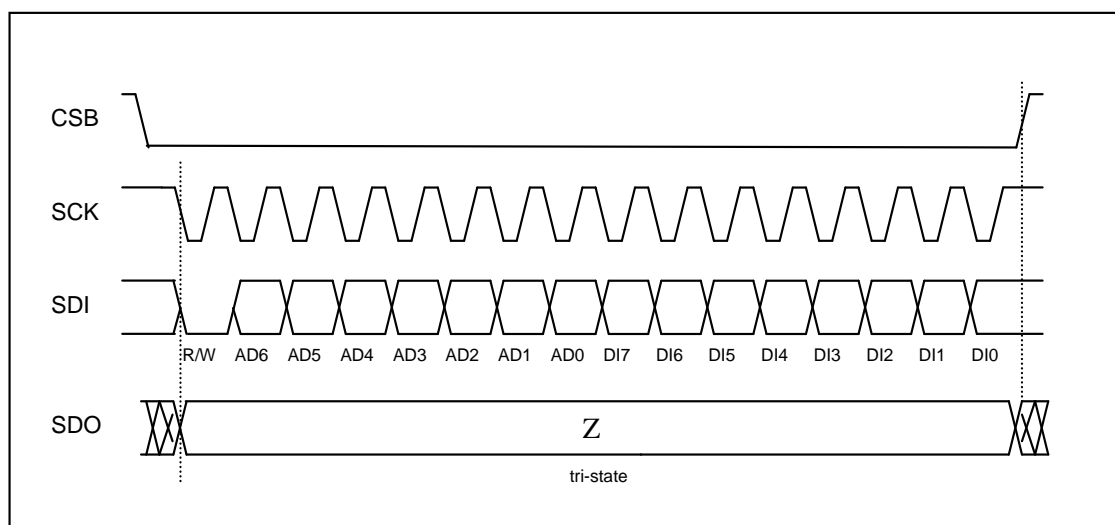 CSB
SCK
SDI
R/W AD6 AD5 AD4 AD3 AD2 AD1 AD0 DI7 DI6 DI5 DI4 DI3 DI2 DI1 DI0
SDO
Z
tri-state